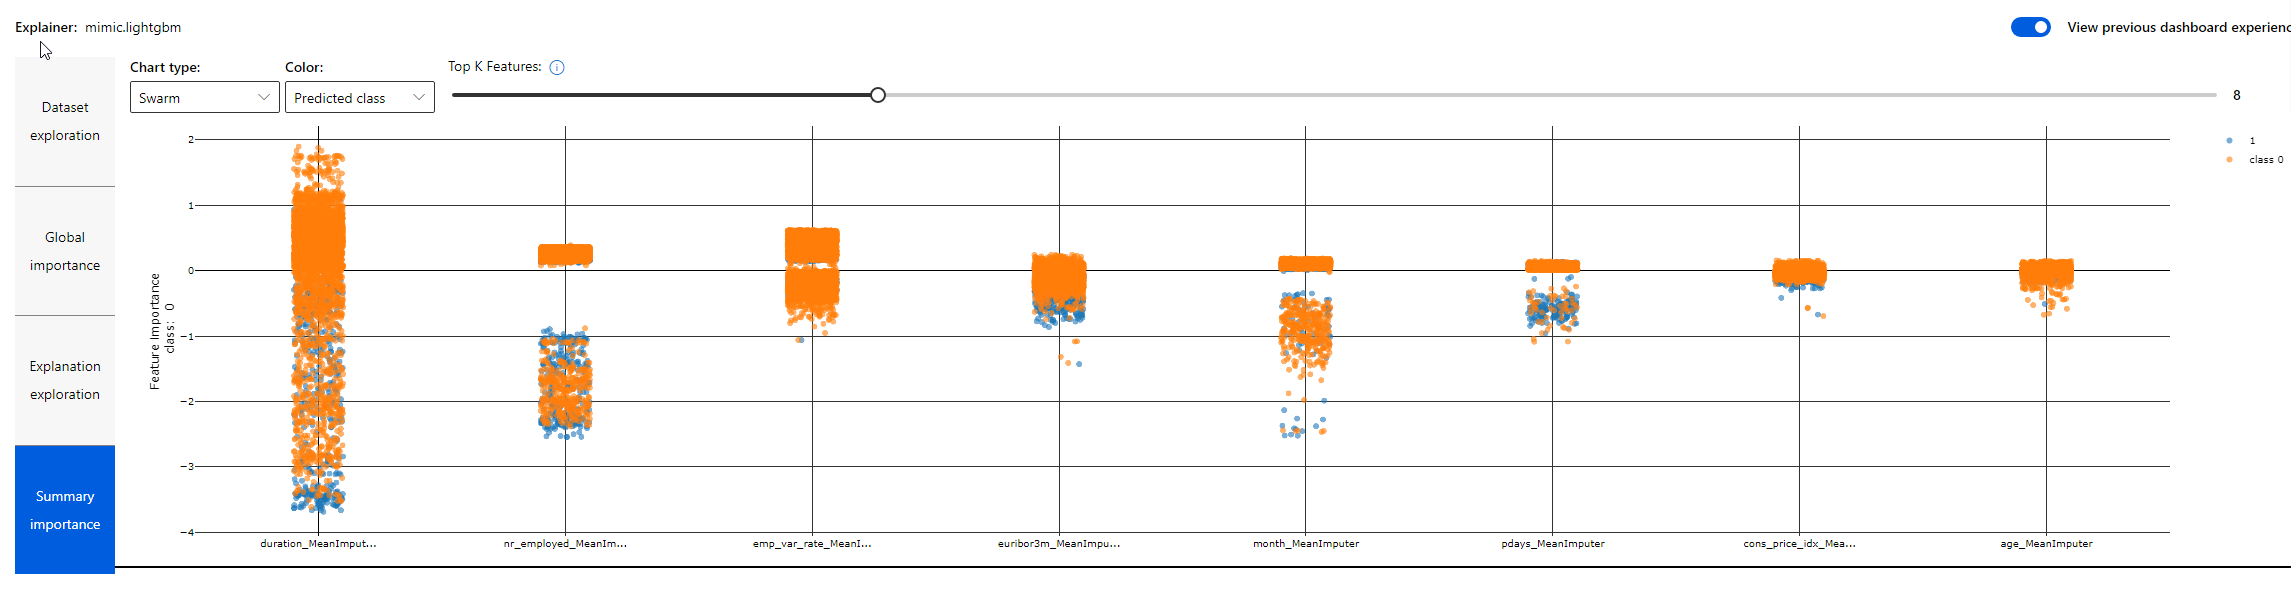 Explainer: mimic.lightgbm
View previous dashboard experienc
Chart type:
Color:
Top K Features:
Swarm
Predicted class
8
Dataset
exploration
Global
importance
Explanation
exploration
Summary
importance
Feature Importance
class: 0
2
1
0
−1
−2
−3
−4
duration_MeanImput...
nr_employed_MeanIm...
emp_var_rate_MeanI...
euribor3m_MeanImpu...
month_MeanImputer
pdays_MeanImputer
cons_price_idx_Mea...
age_MeanImputer
1
class 0